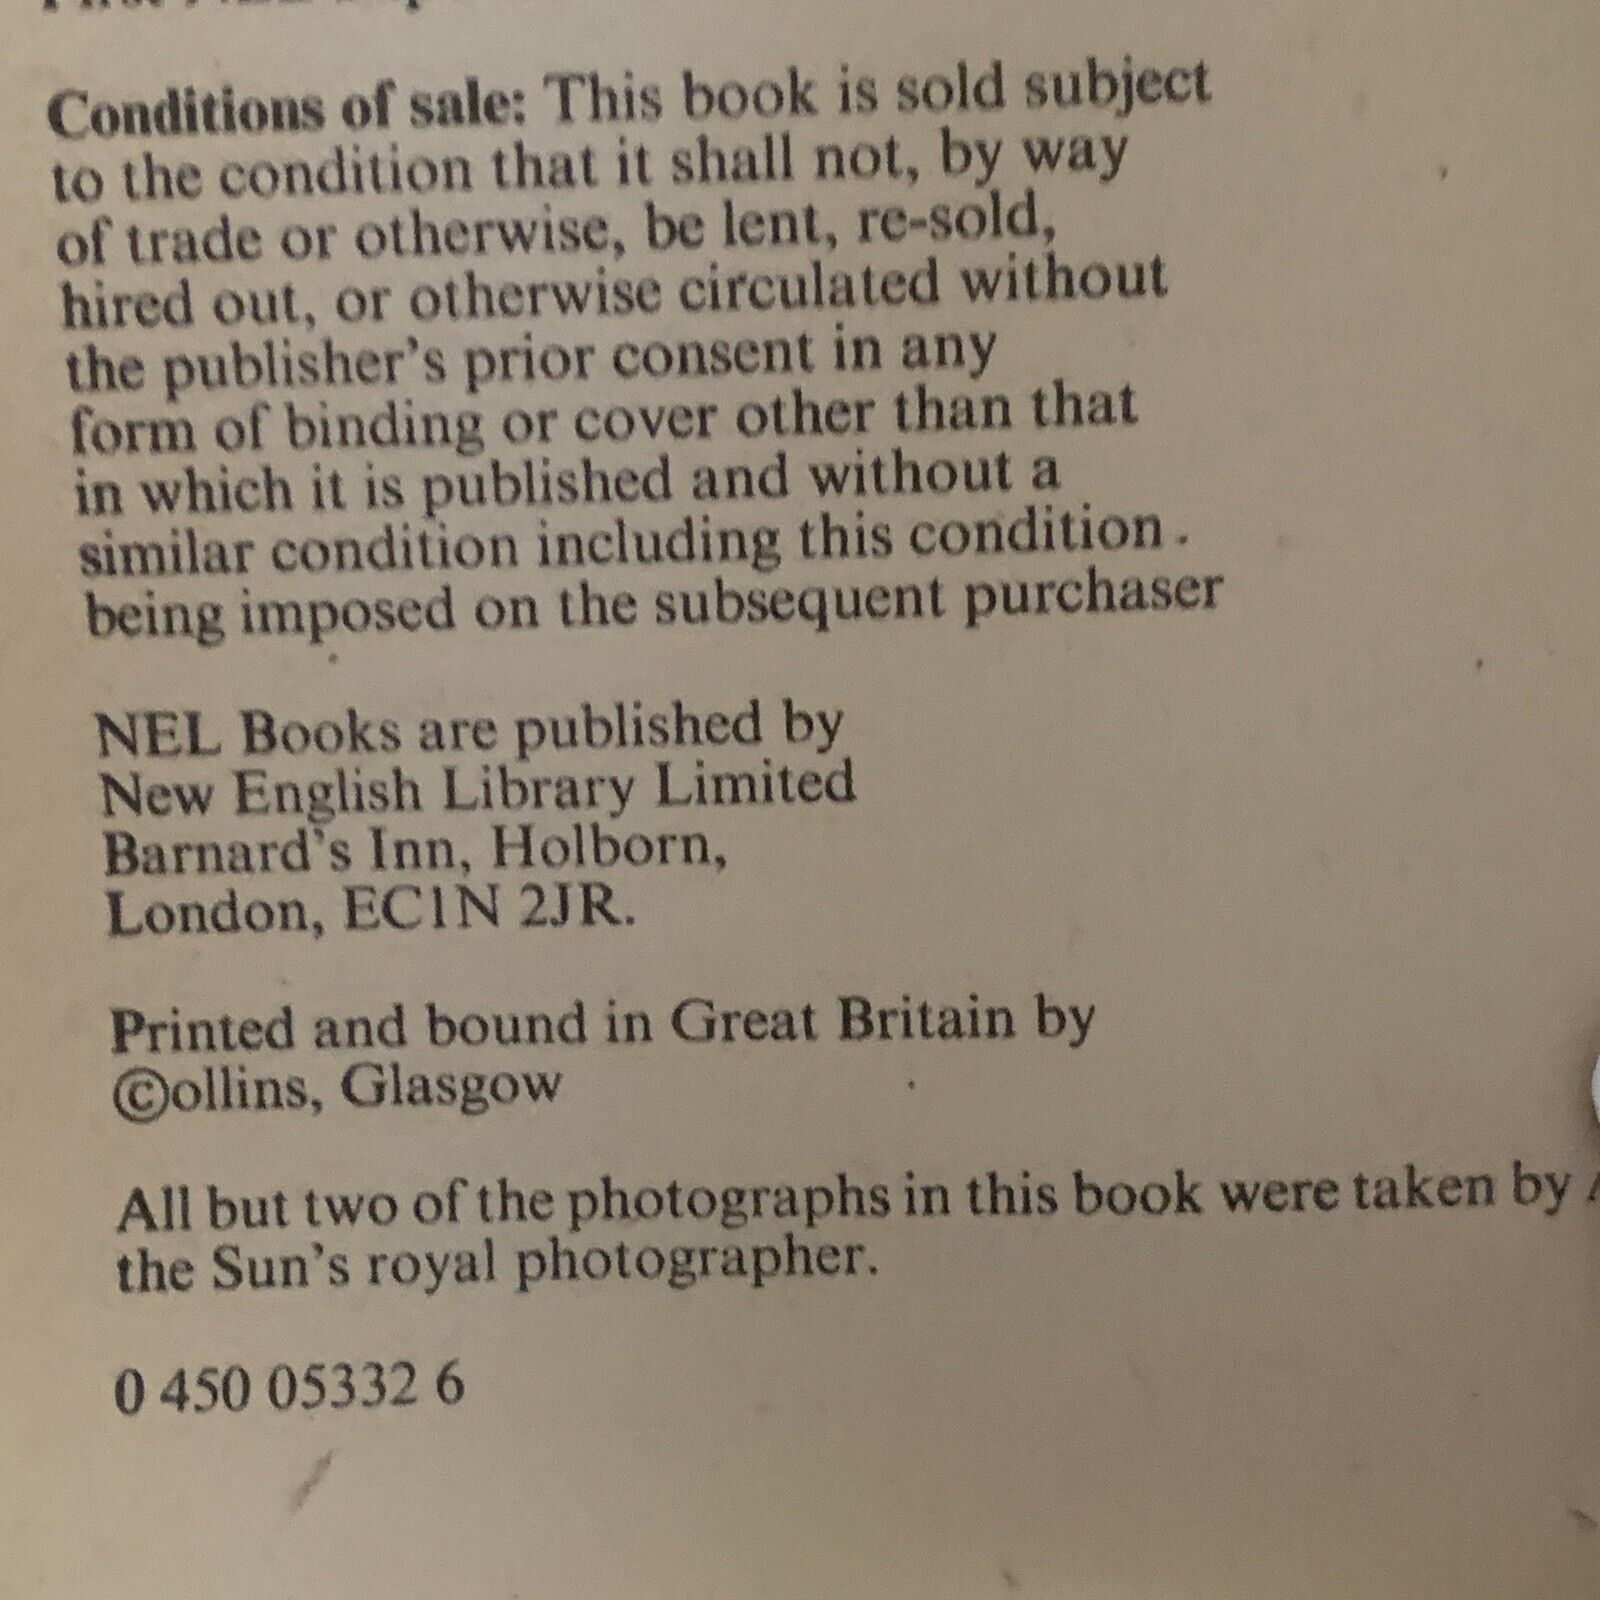 Conditions of sale: This book is sold subject
to the condition that it shall not, by way
of trade or otherwise, be lent, re-sold,
hired out, or otherwise circulated without
the publisher's prior consent in any
form of binding or cover other than that
in which it is published and without a
similar condition including this condition.
being imposed on the subsequent purchaser
NEL Books are published by
New English Library Limited
Barnard's Inn, Holborn,
London, EC1N 2JR.
Printed and bound in Great Britain by
©ollins, Glasgow
All but two of the photographs in this book were taken by
the Sun's royal photographer.
0 450 05332 6